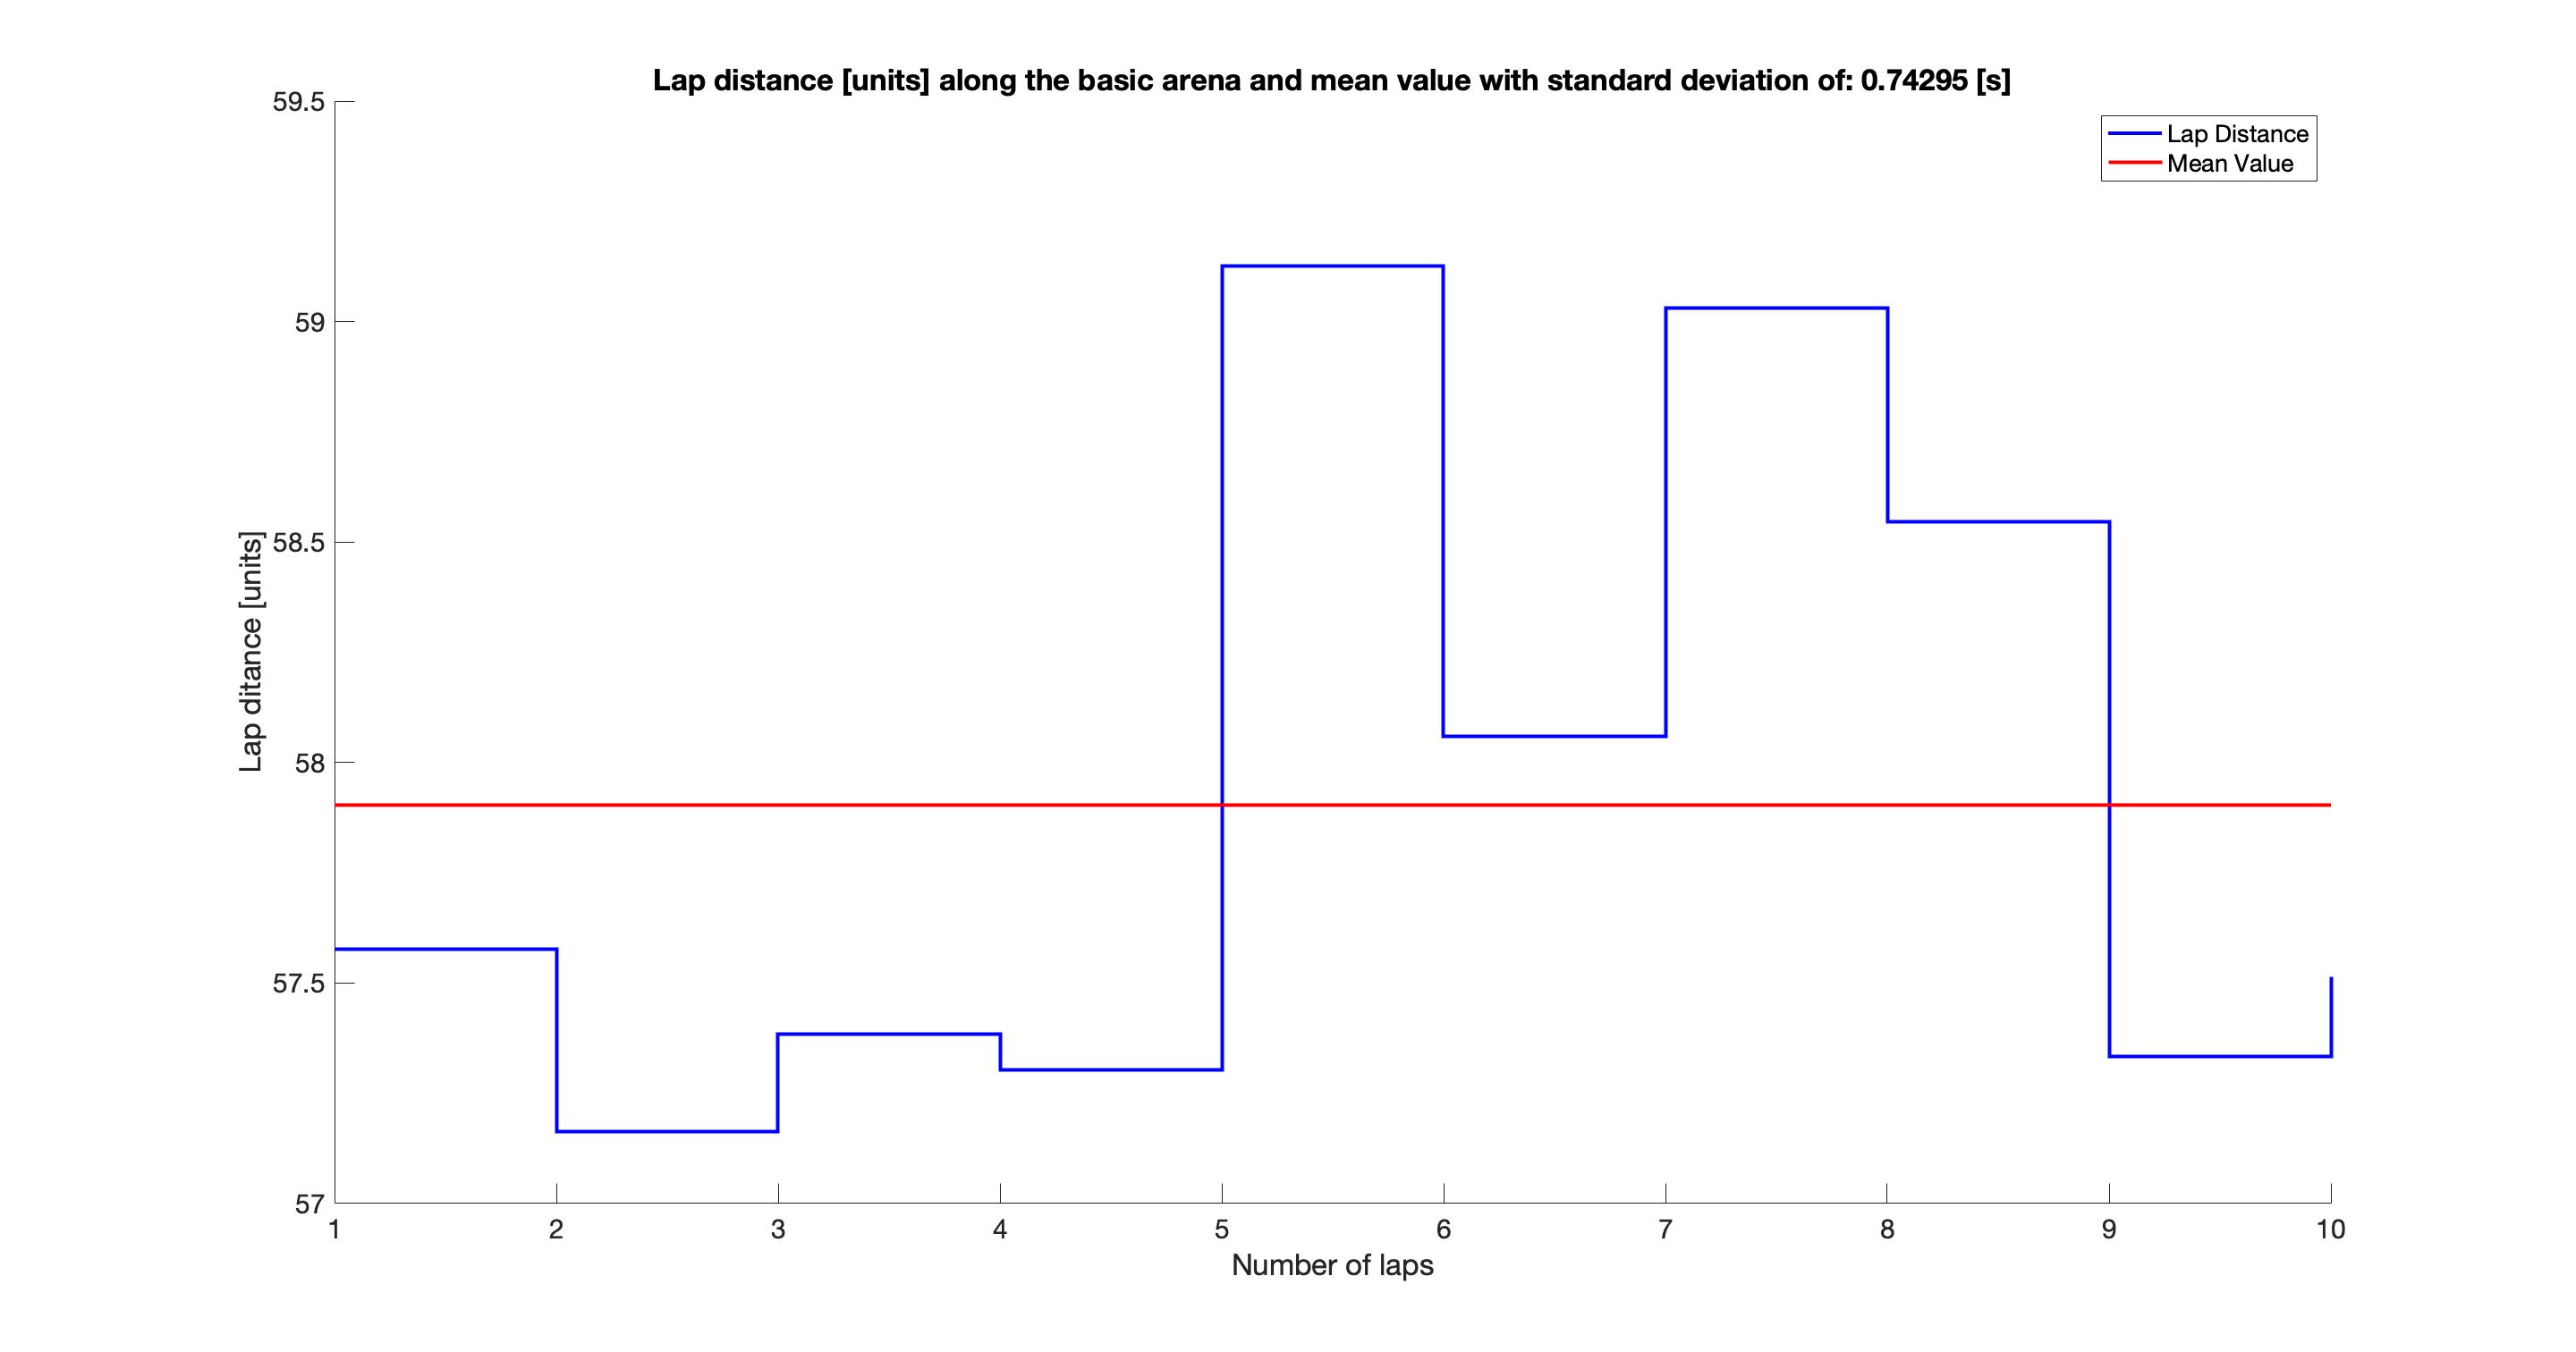 Lap distance [units] along the basic arena and mean value with standard deviation of: 0.74295 [s]
Lap Distance
Mean Value
59.5
59
58.5
58
57.5
57
Lap ditance [units]
1 2 3 4 5 6 7 8 9 10
Number of laps